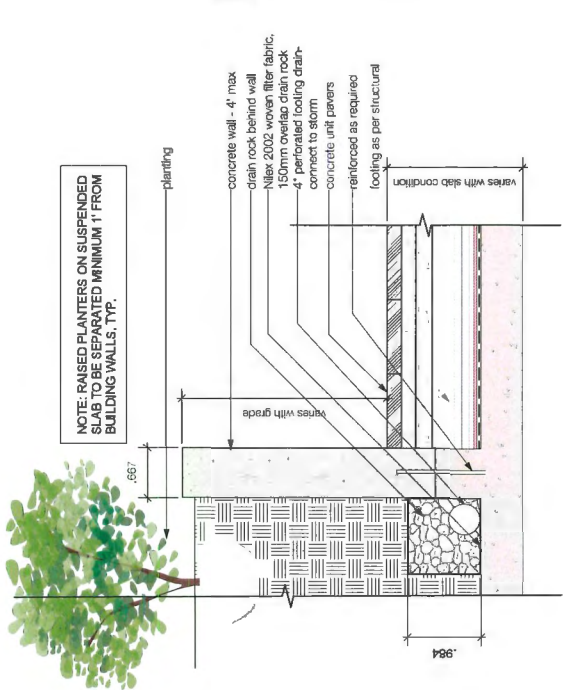 NOTE: RAISED PLANTERS ON SUSPENDED
SLAB TO BE SEPARATED MINIMUM 1' FROM
BUILDING WALLS, TYP.
planting
.667
concrete wall - 4' max
drain rock behind wall
Nilex 2002 woven filter fabric,
150mm overlap drain rock
4" perforated footing drain-
connect to storm
concrete unit pavers
reinforced as required
footing as per structural
varies with grade
varies with slab condition
.984